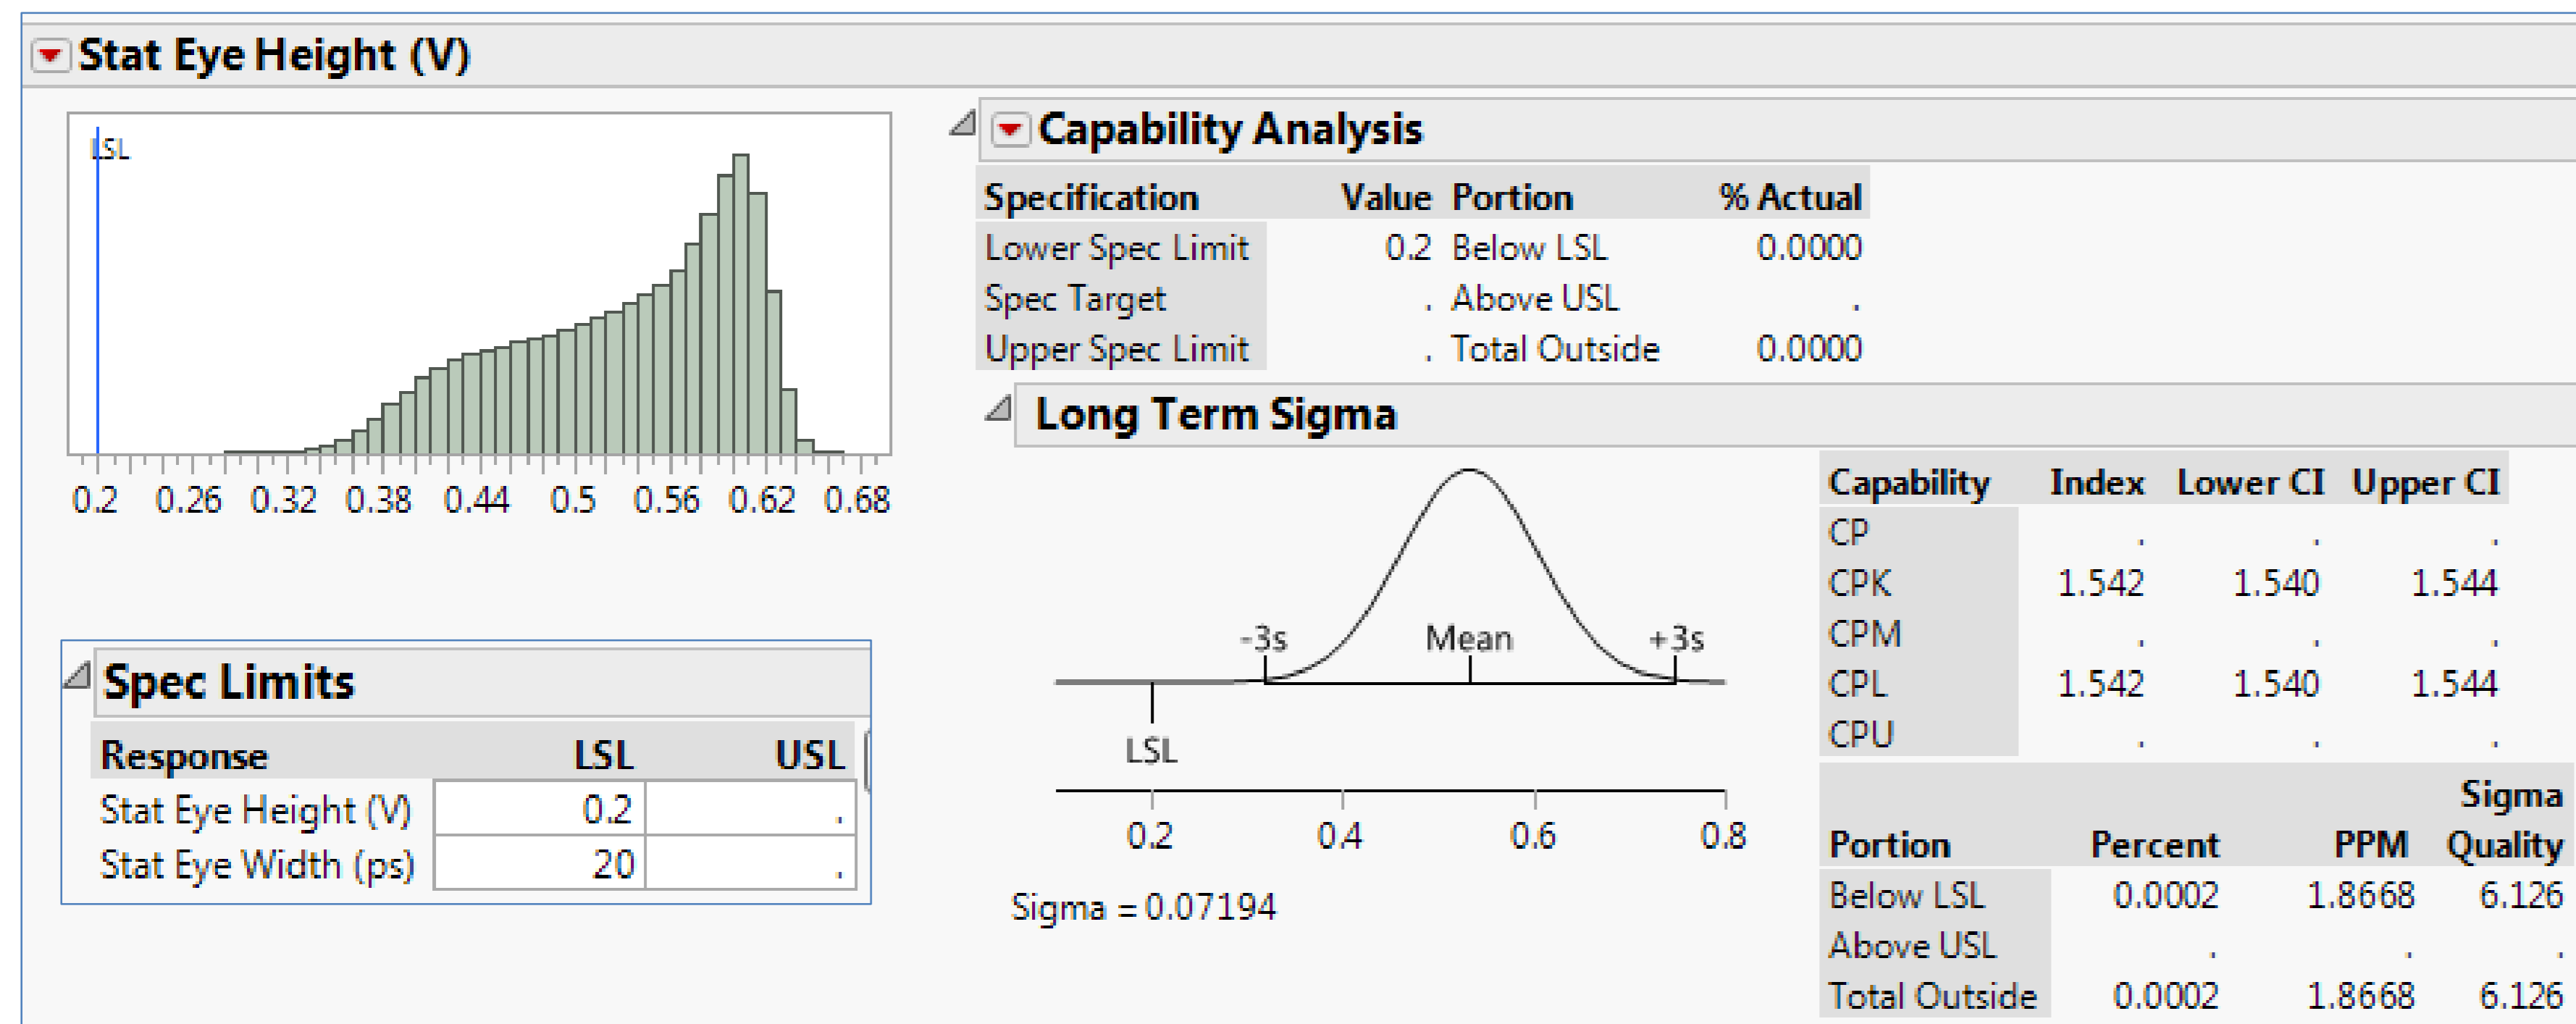 Stat Eye Height (V)
LSL
0.2 0.26 0.32 0.38 0.44 0.5 0.56 0.62 0.68
Spec Limits
Response LSL USL
Stat Eye Height (V) 0.2 .
Stat Eye Width (ps) 20 .
Capability Analysis
Specification Value Portion % Actual
Lower Spec Limit 0.2 Below LSL 0.0000
Spec Target . Above USL .
Upper Spec Limit . Total Outside 0.0000
Long Term Sigma
-3s Mean +3s
LSL
0.2 0.4 0.6 0.8
Sigma = 0.07194
Capability Index Lower CI Upper CI
CP . . .
CPK 1.542 1.540 1.544
CPM . . .
CPL 1.542 1.540 1.544
CPU . . .
Sigma
Portion Percent PPM Quality
Below LSL 0.0002 1.8668 6.126
Above USL . . .
Total Outside 0.0002 1.8668 6.126